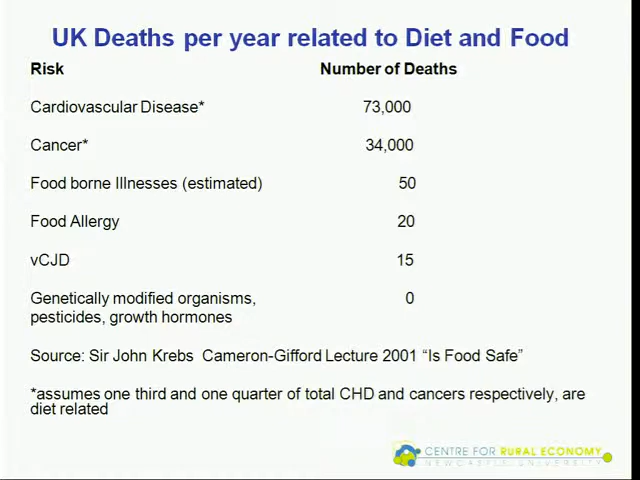 UK Deaths per year related to Diet and Food
Risk Number of Deaths
Cardiovascular Disease* 73,000
Cancer* 34,000
Food borne Illnesses (estimated) 50
Food Allergy 20
vCJD 15
Genetically modified organisms, 0
pesticides, growth hormones
Source: Sir John Krebs Cameron-Gifford Lecture 2001 “Is Food Safe”
*assumes one third and one quarter of total CHD and cancers respectively, are
diet related
CENTRE FOR RURAL ECONOMY
NEWCASTLE UNIVERSITY